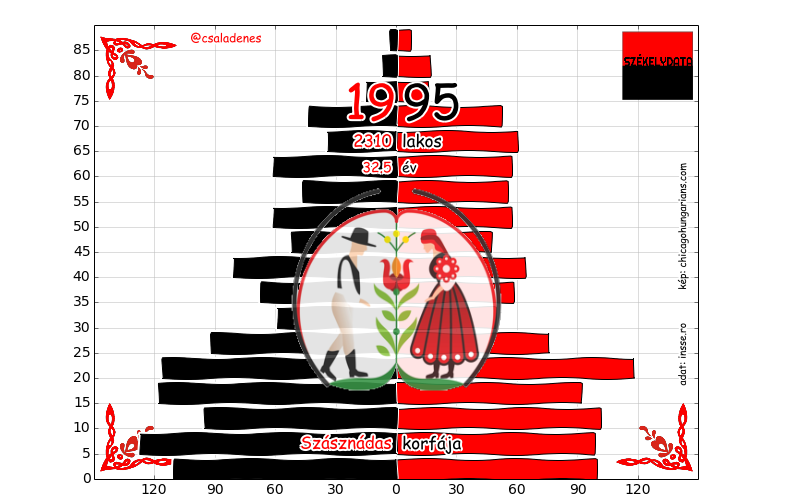 @csaladenes
SZÉKELYDATA
1995
2310 lakos
32.5 év
kép: chicagohungarians.com
adat: insse.ro
Szásznádas korfája
85
80
75
70
65
60
55
50
45
40
35
30
25
20
15
10
5
0
120 90 60 30 0 30 60 90 120